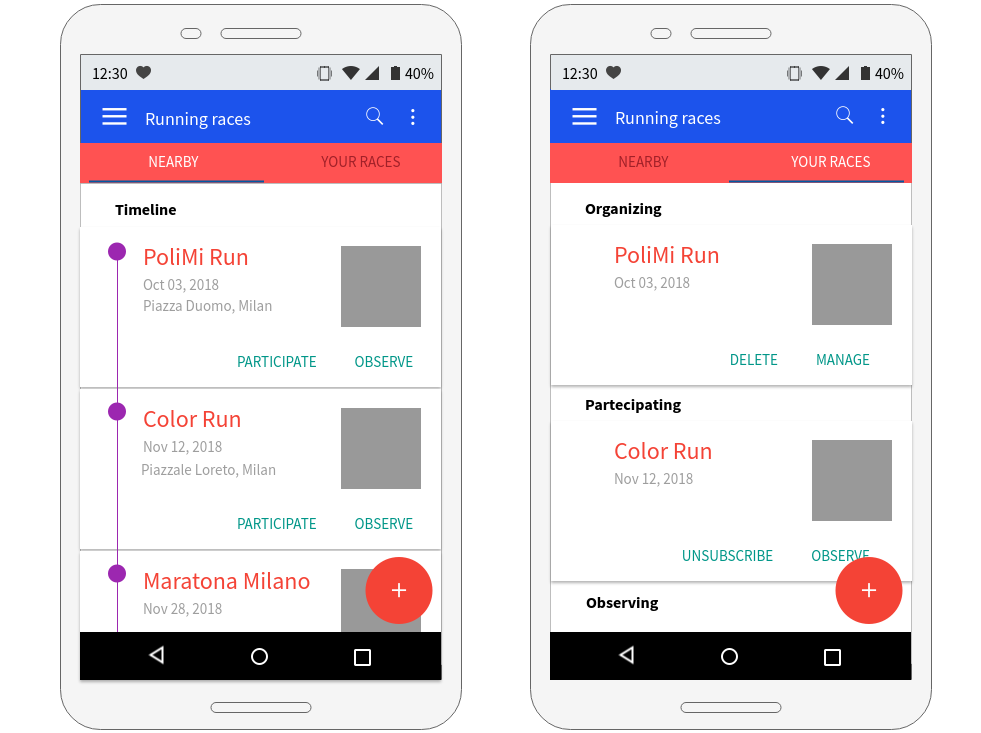 12:30 40%
Running races
NEARBY YOUR RACES
Timeline
PoliMi Run
Oct 03, 2018
Piazza Duomo, Milan
PARTICIPATE OBSERVE
Color Run
Nov 12, 2018
Piazzale Loreto, Milan
PARTICIPATE OBSERVE
Maratona Milano
Nov 28, 2018
+
12:30 40%
Running races
NEARBY YOUR RACES
Organizing
PoliMi Run
Oct 03, 2018
DELETE MANAGE
Partecipating
Color Run
Nov 12, 2018
UNSUBSCRIBE OBSERVE
Observing
+